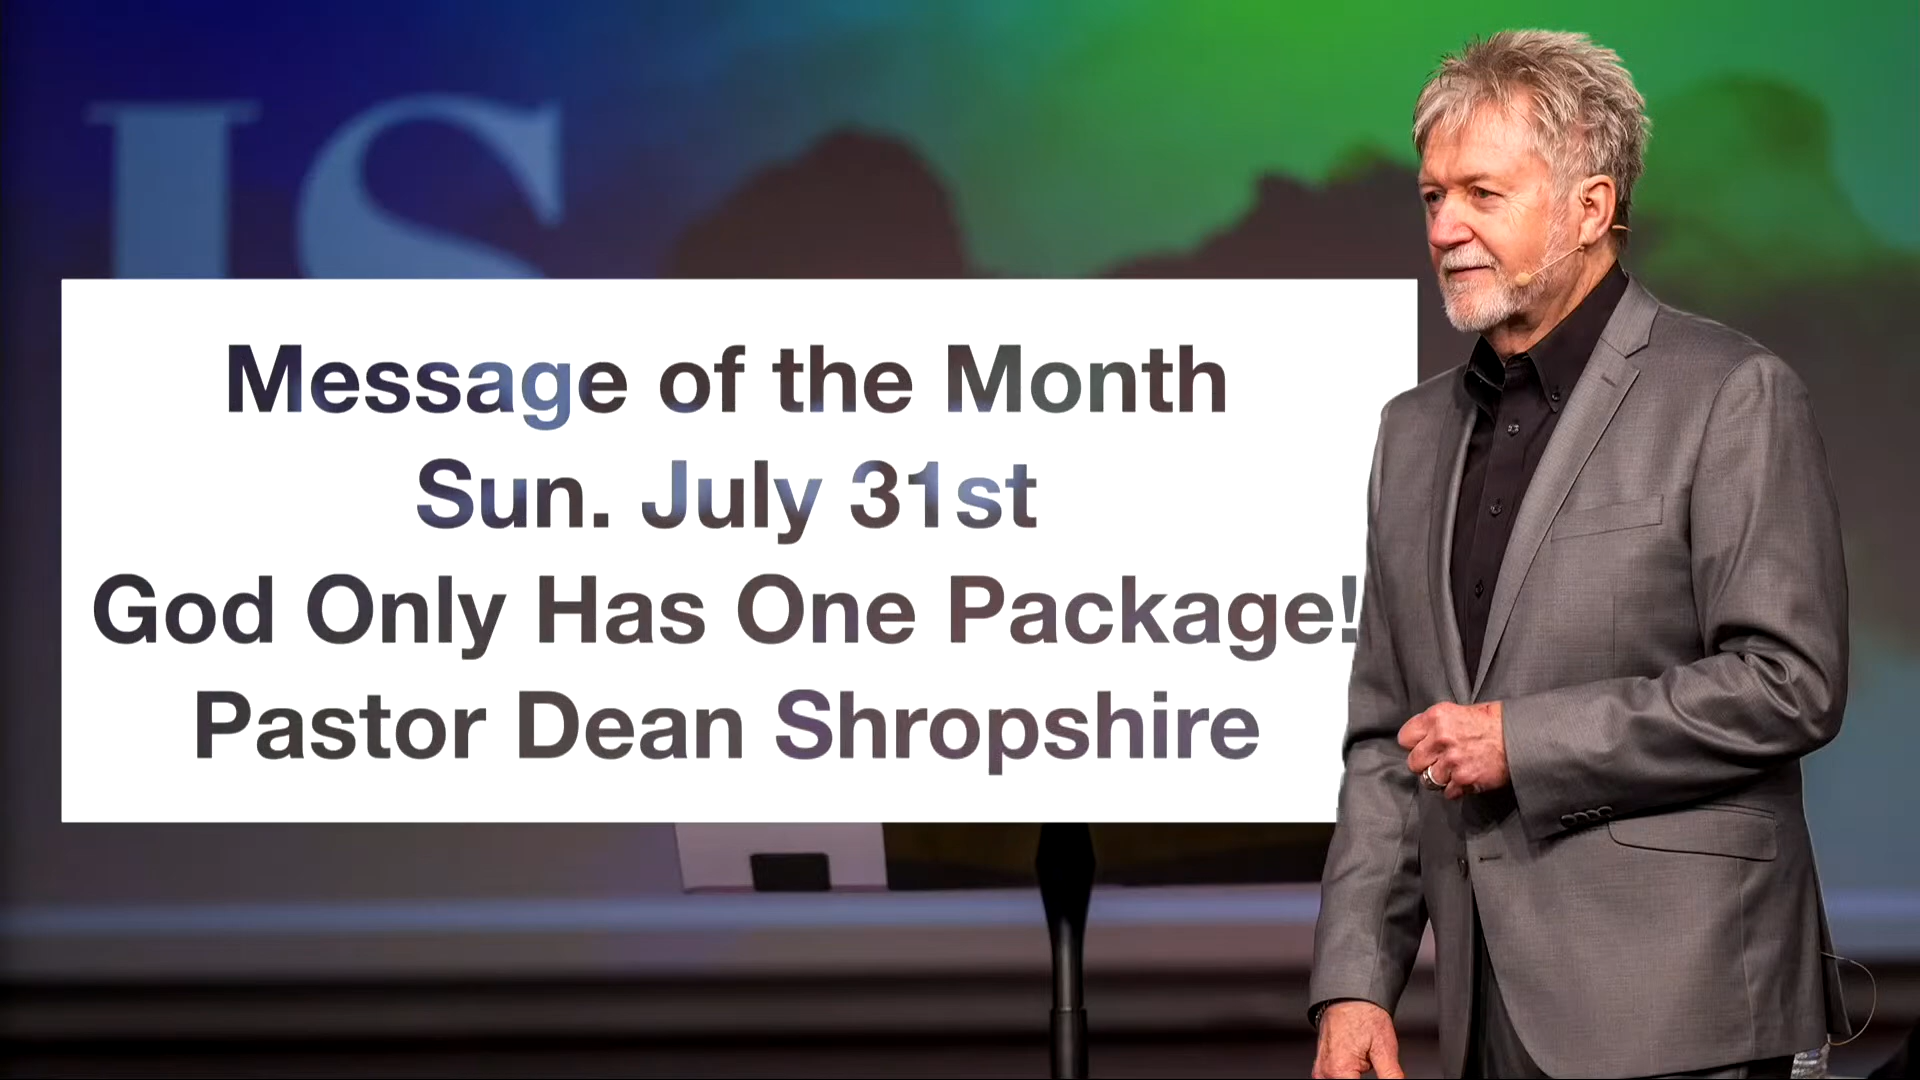 IS
Message of the Month
Sun. July 31st
God Only Has One Package!
Pastor Dean Shropshire